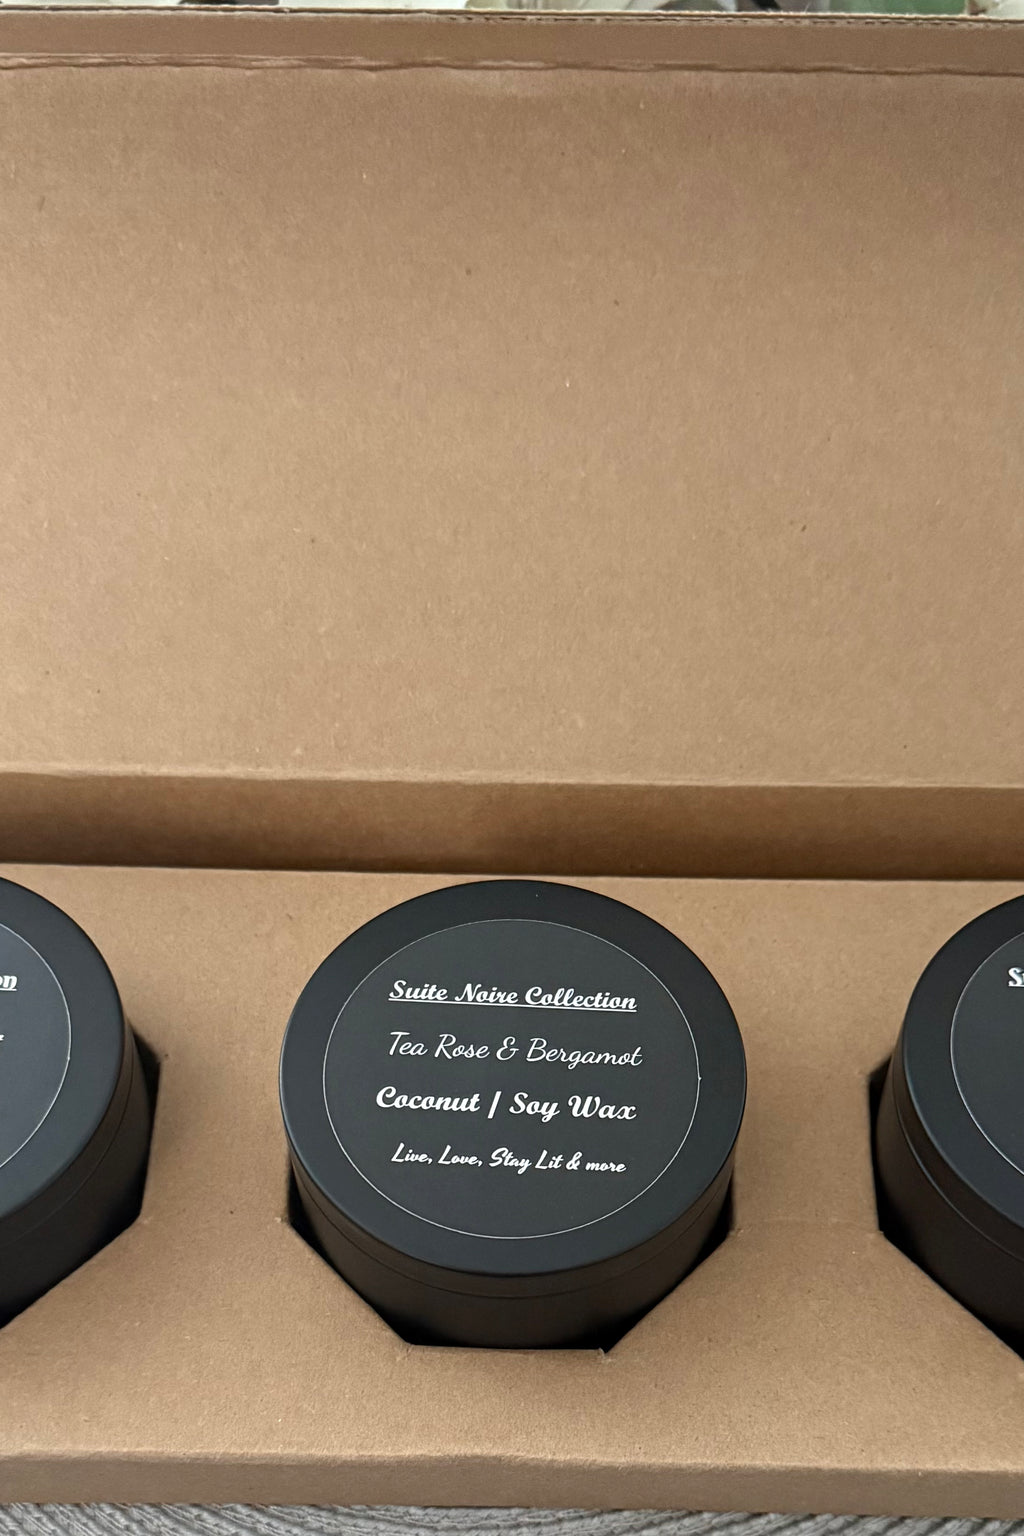 Suite Noire Collection
Tea Rose & Bergamot
Coconut | Soy Wax
Live, Love, Stay Lit & more